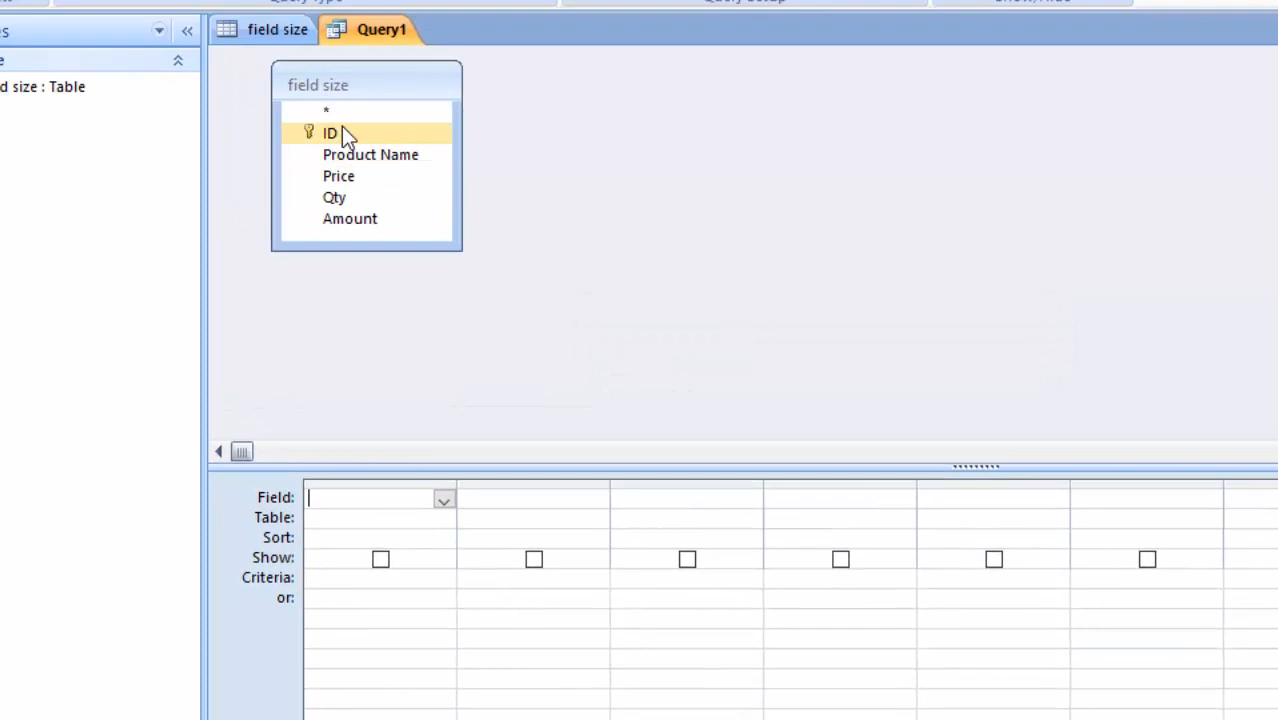 field size
Query1
d size : Table
field size
*
ID
Product Name
Price
Qty
Amount
Field:
Table:
Sort:
Show:
Criteria:
or: